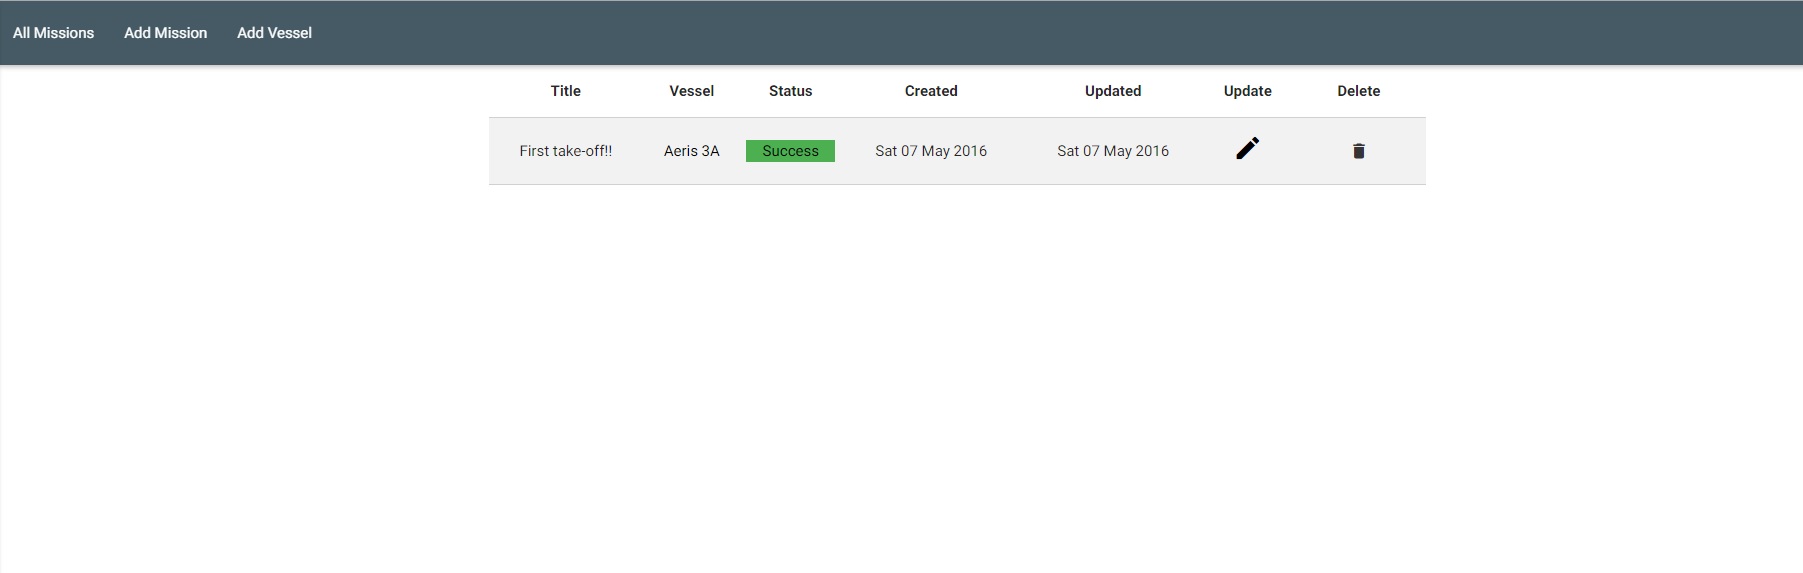 All Missions Add Mission Add Vessel
Title Vessel Status Created Updated Update Delete
First take-off!! Aeris 3A Success Sat 07 May 2016 Sat 07 May 2016